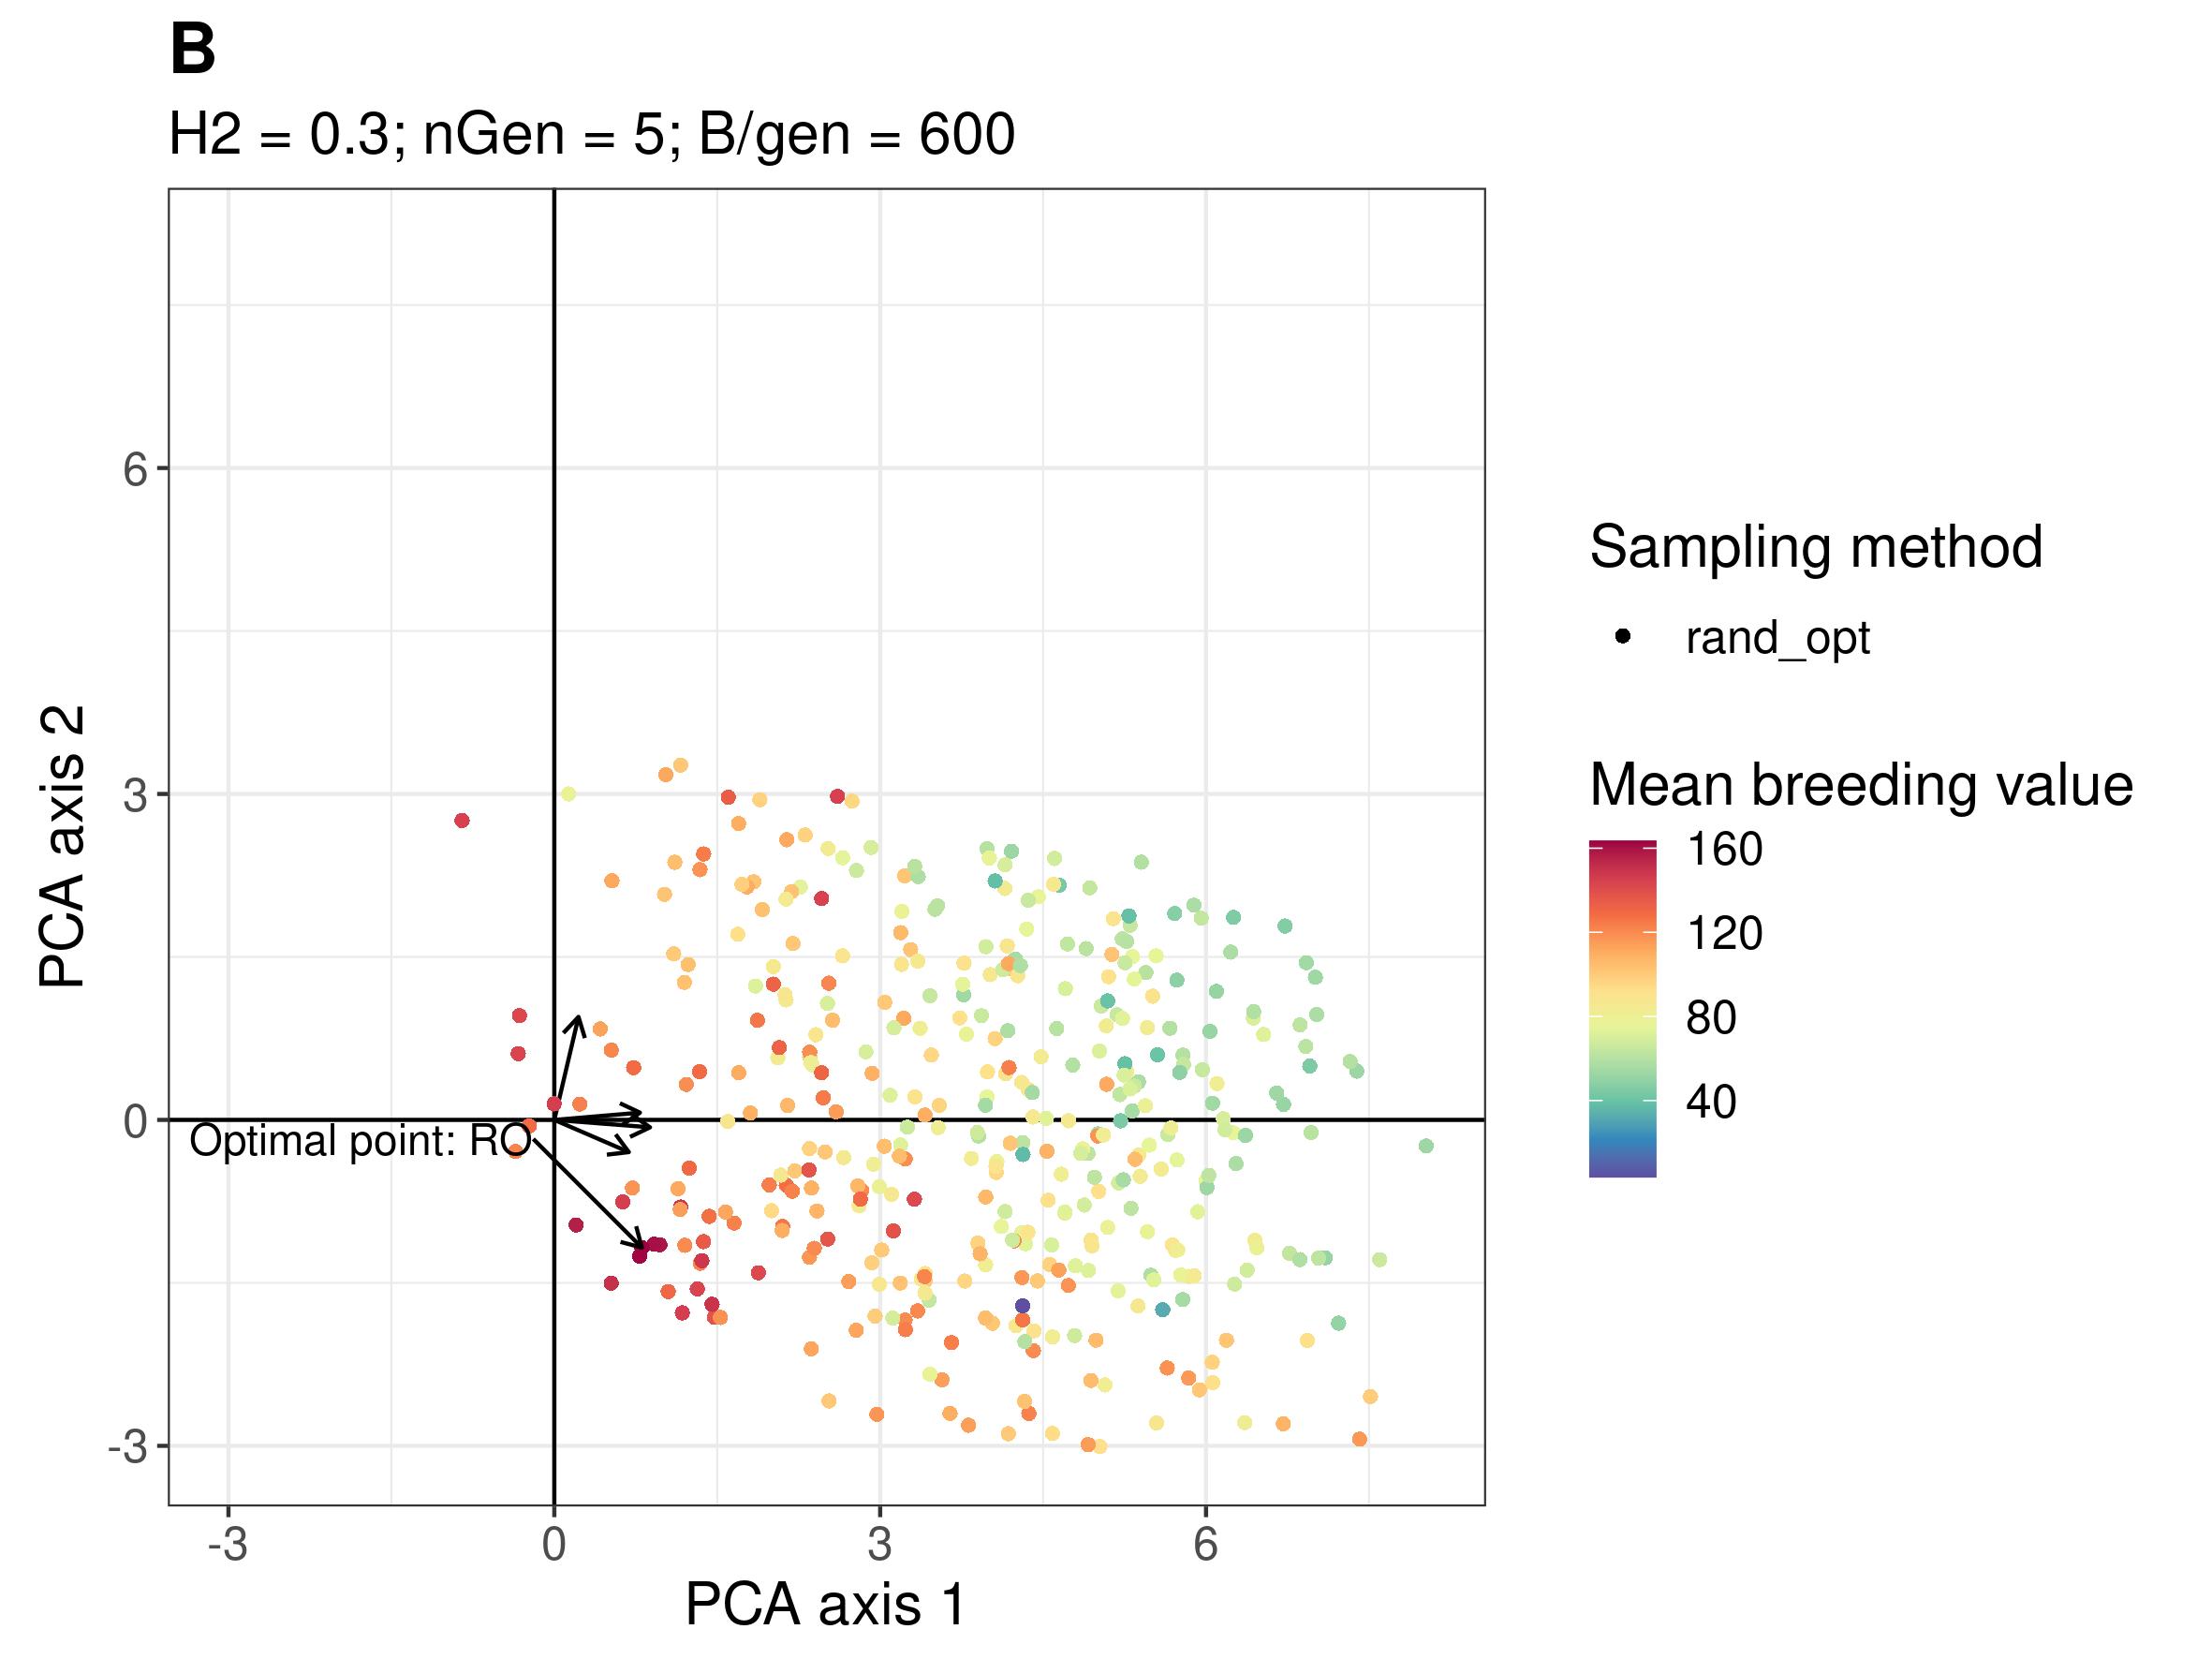 B
H2 = 0.3; nGen = 5; B/gen = 600
PCA axis 2
6
3
0
-3
Optimal point: RO
-3
0
3
6
PCA axis 1
Sampling method
rand_opt
Mean breeding value
160
120
80
40